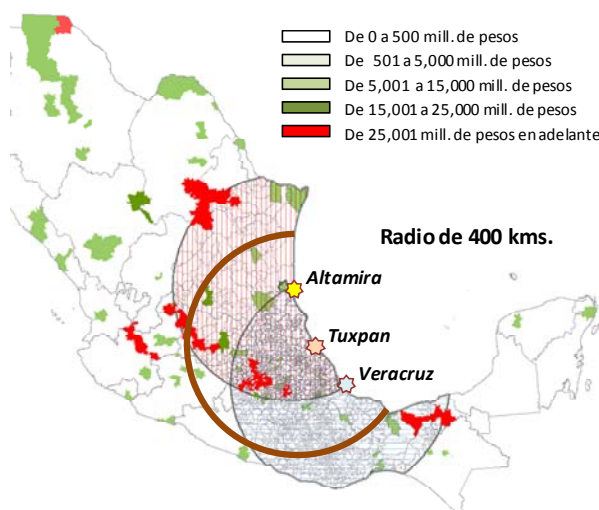 De 0 a 500 mill. de pesos
De 501 a 5,000 mill. de pesos
De 5,001 a 15,000 mill. de pesos
De 15,001 a 25,000 mill. de pesos
De 25,001 mill. de pesos en adelante
Radio de 400 kms.
Altamira
Tuxpan
Veracruz